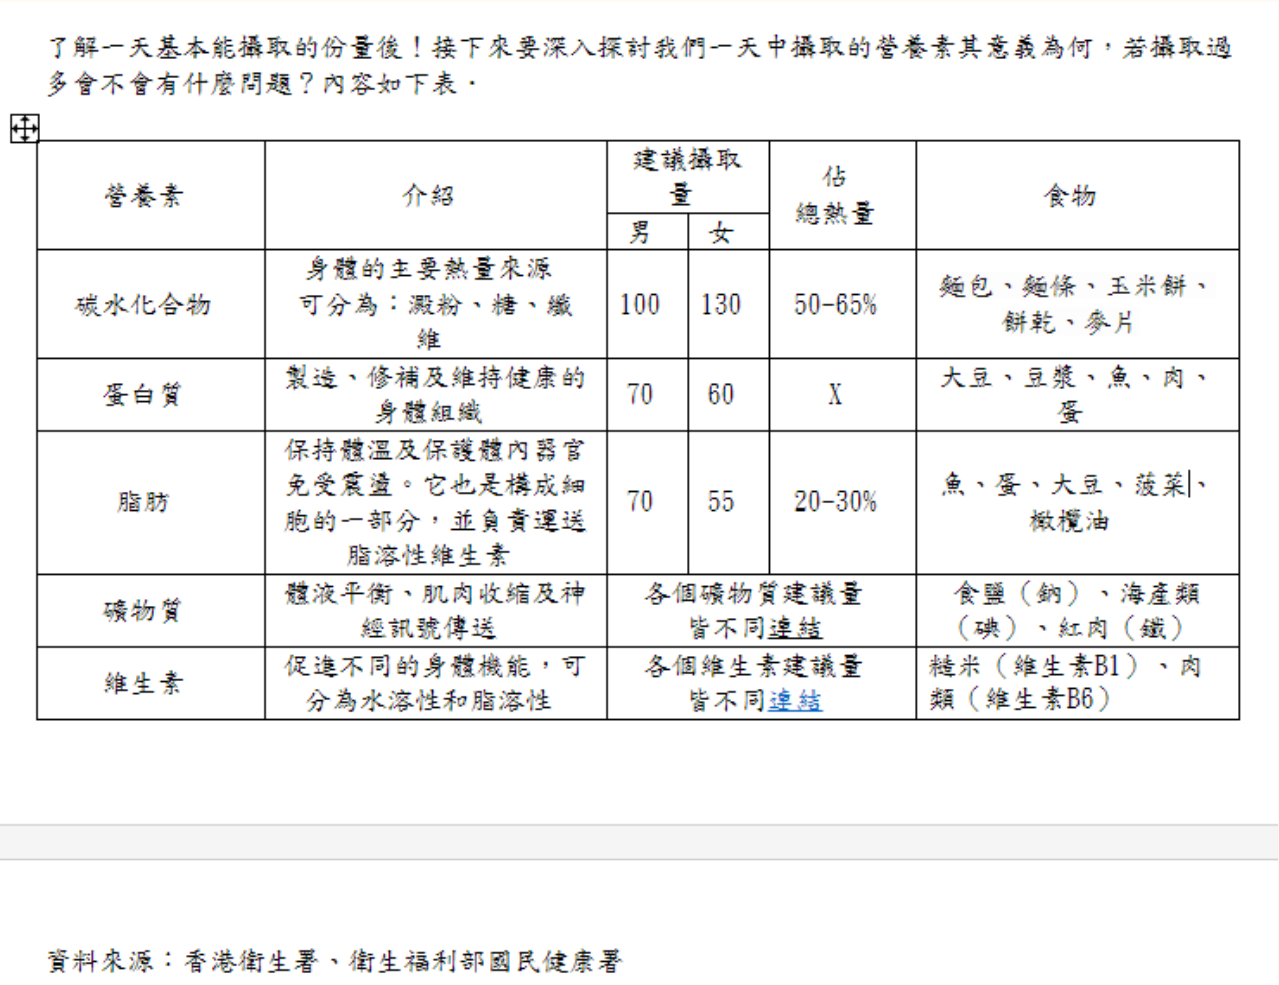 了解一天基本能攝取的份量後！接下來要深入探討我們一天中攝取的營養素其意義為何，若攝取過
多會不會有什麼問題？內容如下表．
營養素
介紹
建議攝取
量
男
女
佔
總熱量
食物
碳水化合物
身體的主要熱量來源
可分為：澱粉、糖、纖
維
100
130
50-65%
麵包、麵條、玉米餅、
餅乾、麥片
蛋白質
製造、修補及維持健康的
身體組織
70
60
X
大豆、豆漿、魚、肉、
蛋
脂肪
保持體溫及保護體內器官
免受震盪。它也是構成細
胞的一部分，並負責運送
脂溶性維生素
70
55
20-30%
魚、蛋、大豆、菠菜、
橄欖油
礦物質
體液平衡、肌肉收縮及神
經訊號傳送
各個礦物質建議量
皆不同連結
食鹽（鈉）、海產類
（碘）、紅肉（鐵）
維生素
促進不同的身體機能，可
分為水溶性和脂溶性
各個維生素建議量
皆不同連結
糙米（維生素B1）、肉
類（維生素B6）
資料來源：香港衛生署、衛生福利部國民健康署